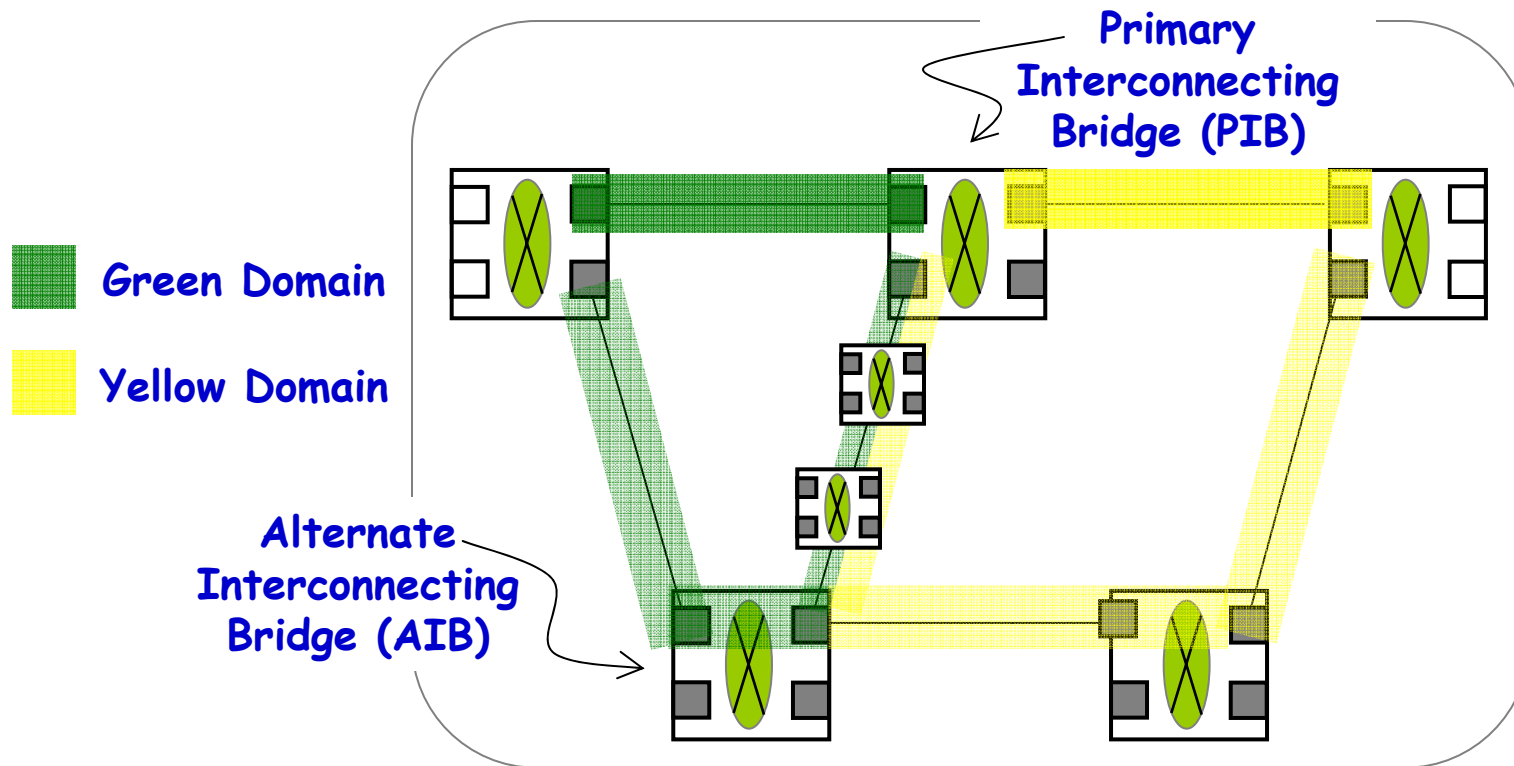 Primary
Interconnecting
Bridge (PIB)
Green Domain
Yellow Domain
Alternate
Interconnecting
Bridge (AIB)